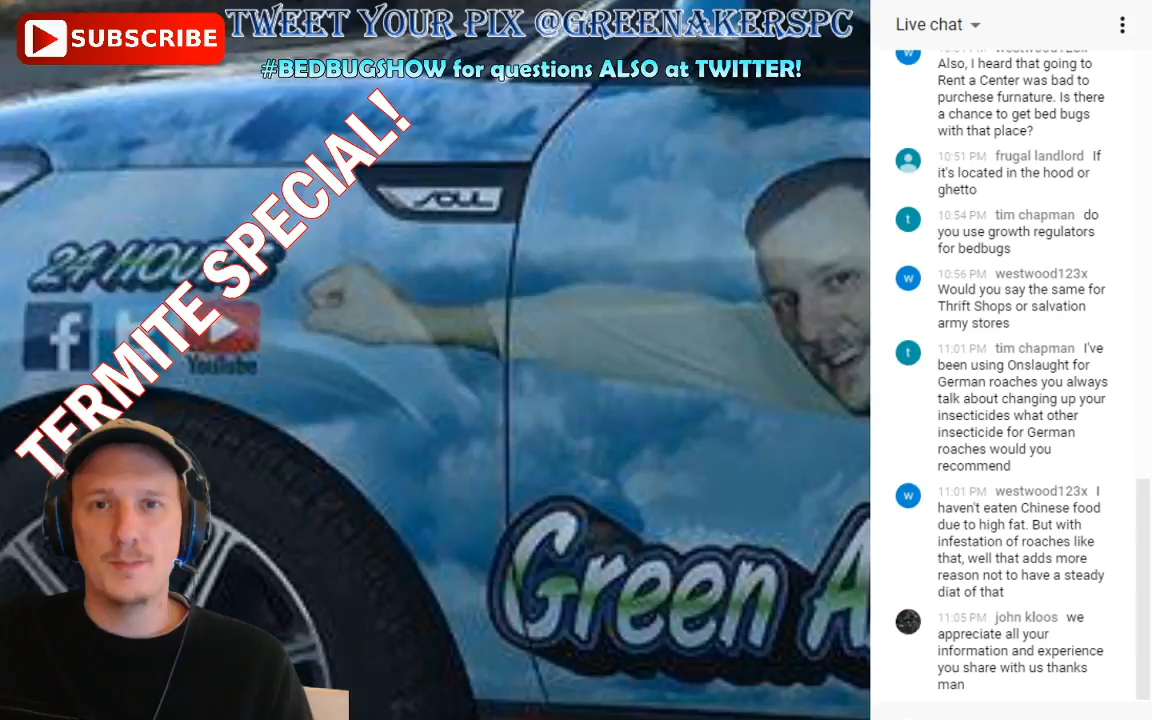 SUBSCRIBE
TWEET YOUR PIX @GREENAKERSPC
#BEDBUGSHOW for questions ALSO at TWITTER!
TERMITE SPECIAL!
SOUL
24 HOURS
f
Youtube
Green A
Live chat
westwood123x
Also, I heard that going to
Rent a Center was bad to
purchese furnature. Is there
a chance to get bed bugs
with that place?
10:51 PM frugal landlord If
it's located in the hood or
ghetto
t
10:54 PM tim chapman do
you use growth regulators
for bedbugs
w
10:56 PM westwood123x
Would you say the same for
Thrift Shops or salvation
army stores
t
11:01 PM tim chapman I've
been using Onslaught for
German roaches you always
talk about changing up your
insecticides what other
insecticide for German
roaches would you
recommend
w
11:01 PM westwood123x I
haven't eaten Chinese food
due to high fat. But with
infestation of roaches like
that, well that adds more
reason not to have a steady
diat of that
11:05 PM john kloos we
appreciate all your
information and experience
you share with us thanks
man